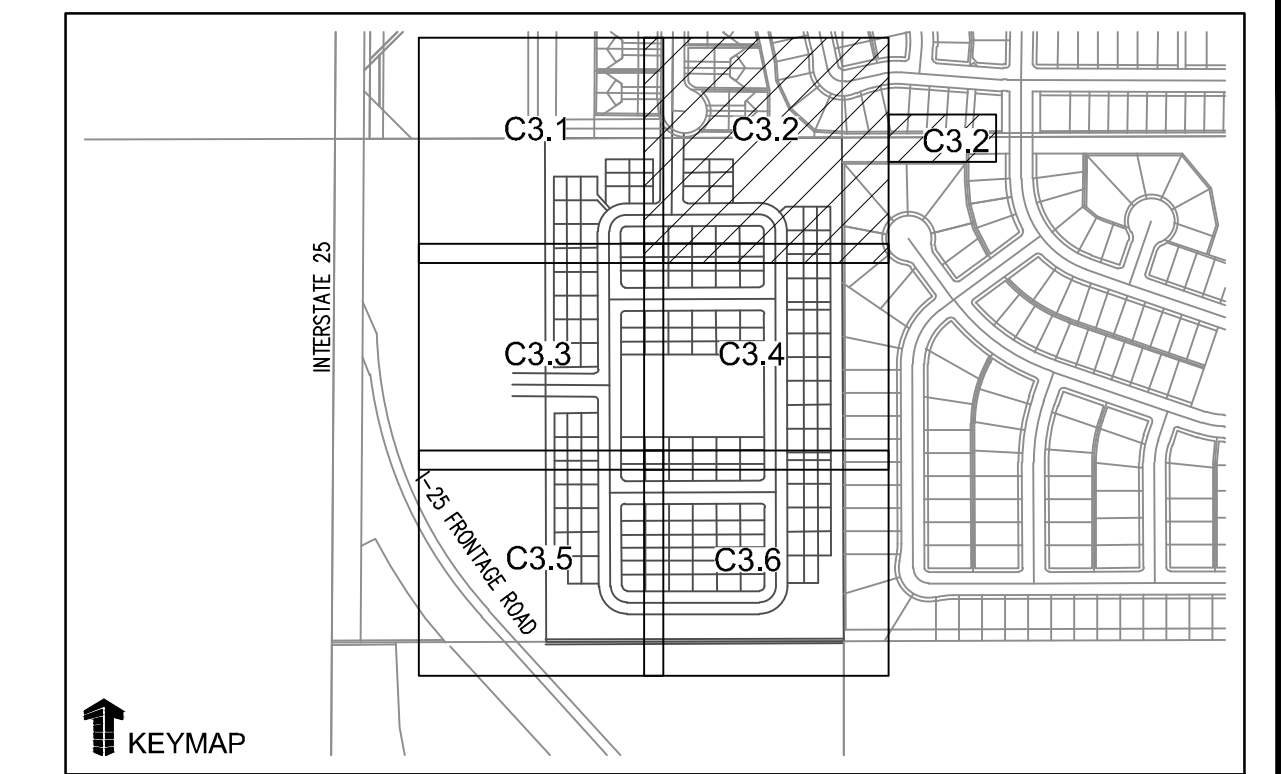 C3.1
C3.2
C3.2
INTERSTATE 25
C3.3
C3.4
I-25 FRONTAGE ROAD
C3.5
C3.6
KEYMAP